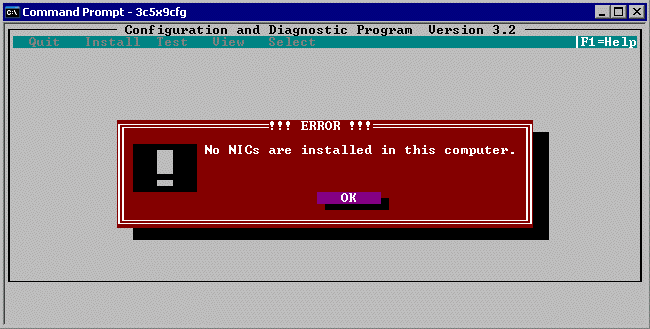 C:\ Command Prompt - 3c5x9cfg
Configuration and Diagnostic Program Version 3.2
Quit Install Test View Select F1=Help
!!! ERROR !!!
No NICs are installed in this computer.
OK